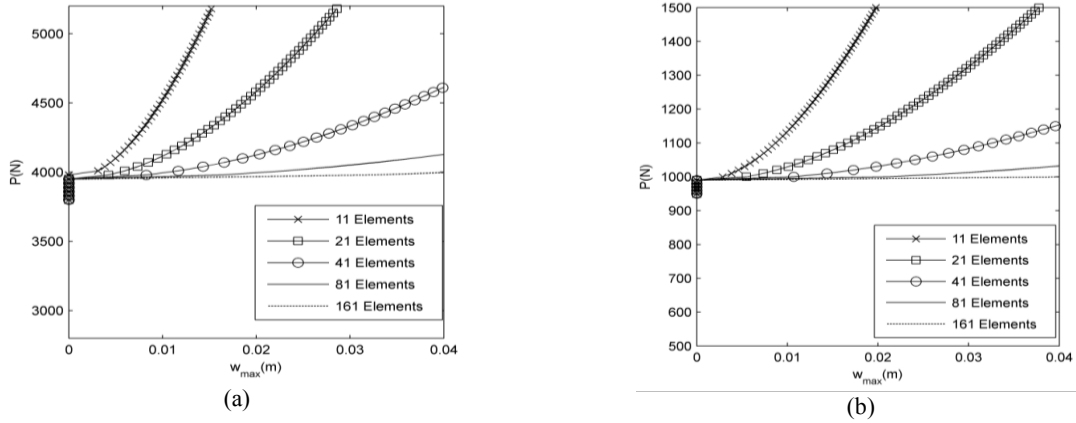 5000
4500
4000
3500
3000
P(N)
0
0.01
0.02
0.03
0.04
w_max(m)
11 Elements
21 Elements
41 Elements
81 Elements
161 Elements
(a)
1500
1400
1300
1200
1100
1000
900
800
700
600
500
P(N)
0
0.01
0.02
0.03
0.04
w_max(m)
11 Elements
21 Elements
41 Elements
81 Elements
161 Elements
(b)